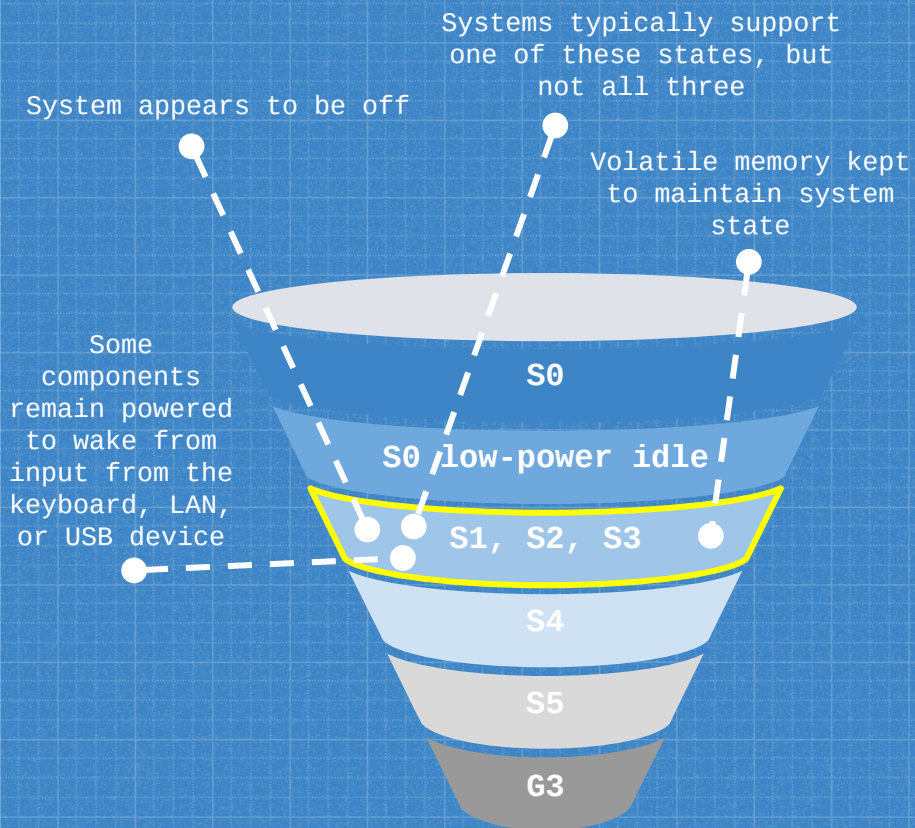 Systems typically support
one of these states, but
not all three
System appears to be off
Volatile memory kept
to maintain system
state
Some
components
remain powered
to wake from
input from the
keyboard, LAN,
or USB device
S0
S0 low-power idle
S1, S2, S3
S4
S5
G3